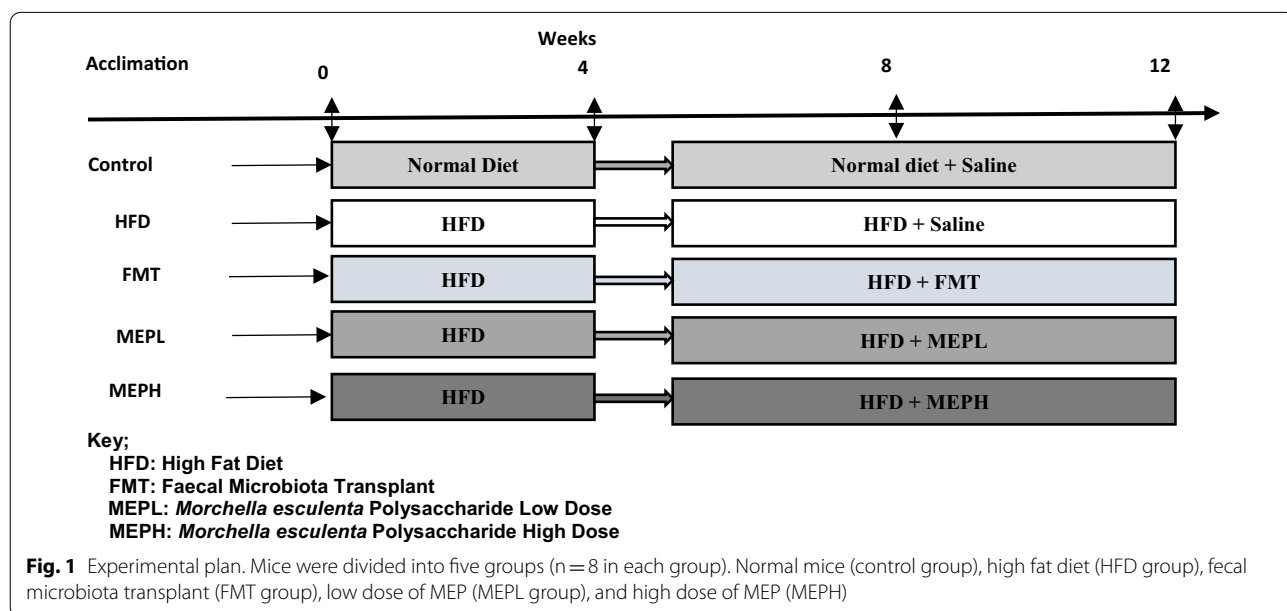 Weeks
Acclimation
0 4 8 12
Control Normal Diet Normal diet + Saline
HFD HFD HFD + Saline
FMT HFD HFD + FMT
MEPL HFD HFD + MEPL
MEPH HFD HFD + MEPH
Key;
HFD: High Fat Diet
FMT: Faecal Microbiota Transplant
MEPL: Morchella esculenta Polysaccharide Low Dose
MEPH: Morchella esculenta Polysaccharide High Dose
Fig. 1 Experimental plan. Mice were divided into five groups (n = 8 in each group). Normal mice (control group), high fat diet (HFD group), fecal
microbiota transplant (FMT group), low dose of MEP (MEPL group), and high dose of MEP (MEPH)